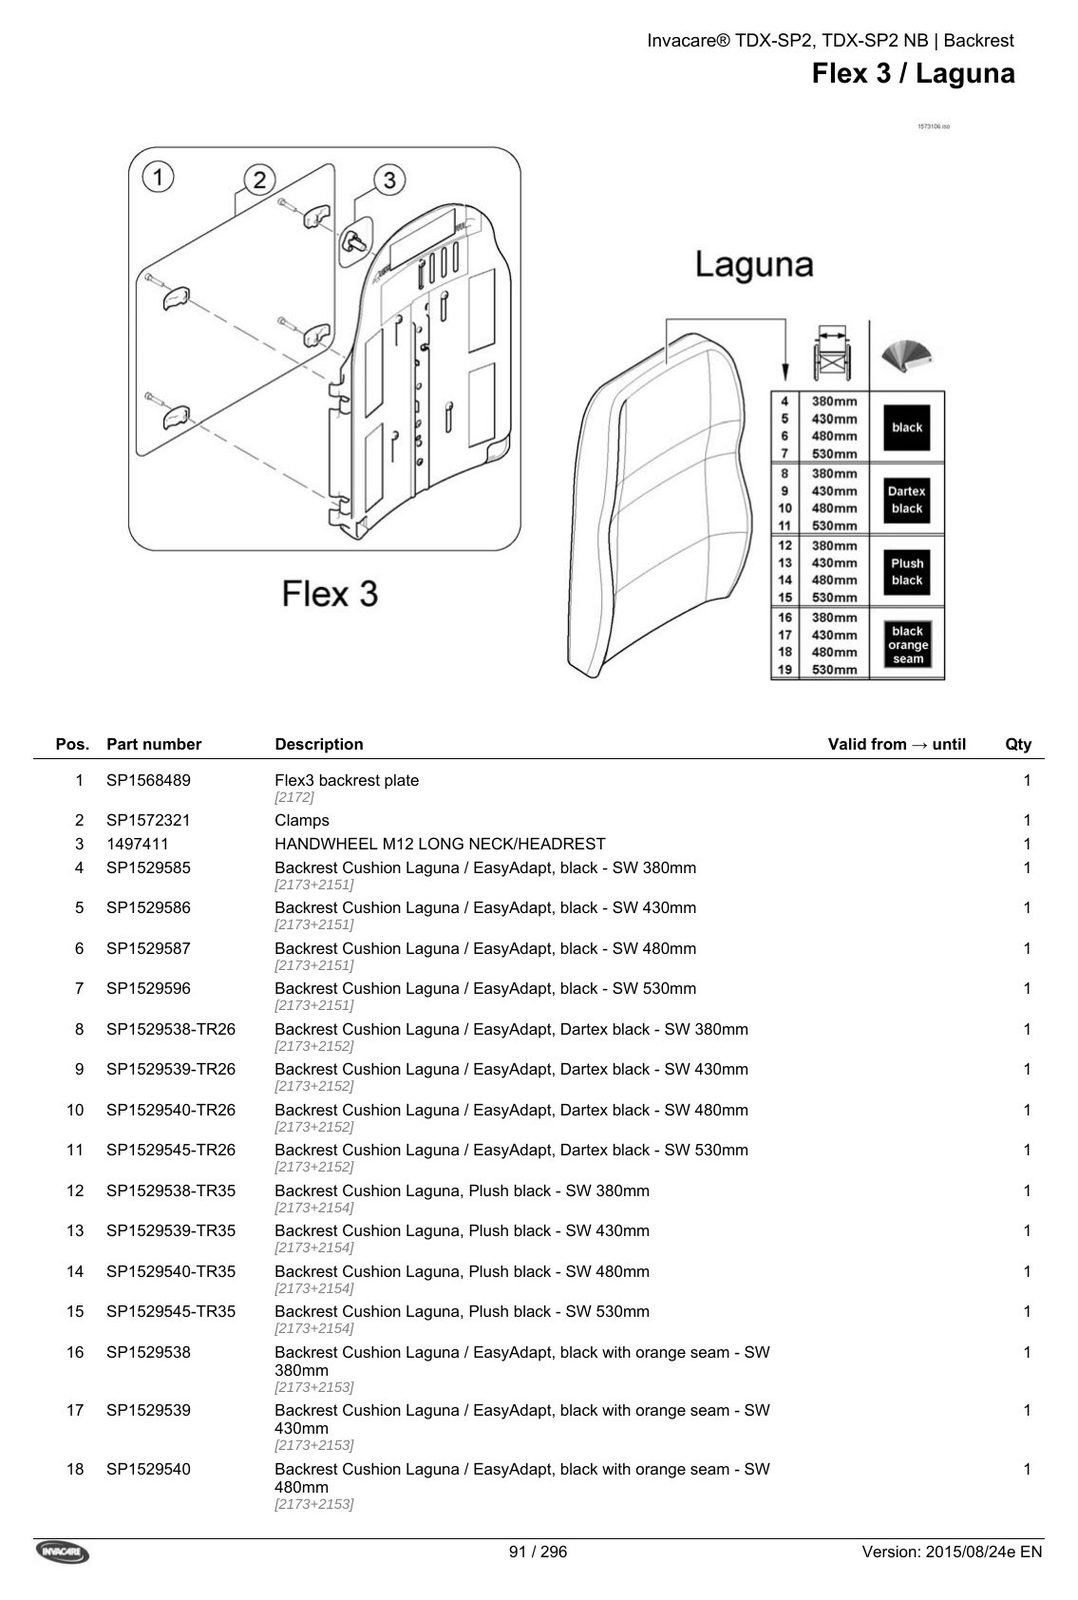 Invacare® TDX-SP2, TDX-SP2 NB | Backrest
Flex 3 / Laguna
1573106.iso
1
2
3
Flex 3
Laguna
4 380mm
5 430mm
6 480mm
7 530mm
black
8 380mm
9 430mm
10 480mm
11 530mm
Dartex
black
12 380mm
13 430mm
14 480mm
15 530mm
Plush
black
16 380mm
17 430mm
18 480mm
19 530mm
black
orange
seam
Pos. Part number Description Valid from → until Qty
1 SP1568489 Flex3 backrest plate 1
[2172]
2 SP1572321 Clamps 1
3 1497411 HANDWHEEL M12 LONG NECK/HEADREST 1
4 SP1529585 Backrest Cushion Laguna / EasyAdapt, black - SW 380mm 1
[2173+2151]
5 SP1529586 Backrest Cushion Laguna / EasyAdapt, black - SW 430mm 1
[2173+2151]
6 SP1529587 Backrest Cushion Laguna / EasyAdapt, black - SW 480mm 1
[2173+2151]
7 SP1529596 Backrest Cushion Laguna / EasyAdapt, black - SW 530mm 1
[2173+2151]
8 SP1529538-TR26 Backrest Cushion Laguna / EasyAdapt, Dartex black - SW 380mm 1
[2173+2152]
9 SP1529539-TR26 Backrest Cushion Laguna / EasyAdapt, Dartex black - SW 430mm 1
[2173+2152]
10 SP1529540-TR26 Backrest Cushion Laguna / EasyAdapt, Dartex black - SW 480mm 1
[2173+2152]
11 SP1529545-TR26 Backrest Cushion Laguna / EasyAdapt, Dartex black - SW 530mm 1
[2173+2152]
12 SP1529538-TR35 Backrest Cushion Laguna, Plush black - SW 380mm 1
[2173+2154]
13 SP1529539-TR35 Backrest Cushion Laguna, Plush black - SW 430mm 1
[2173+2154]
14 SP1529540-TR35 Backrest Cushion Laguna, Plush black - SW 480mm 1
[2173+2154]
15 SP1529545-TR35 Backrest Cushion Laguna, Plush black - SW 530mm 1
[2173+2154]
16 SP1529538 Backrest Cushion Laguna / EasyAdapt, black with orange seam - SW 1
380mm
[2173+2153]
17 SP1529539 Backrest Cushion Laguna / EasyAdapt, black with orange seam - SW 1
430mm
[2173+2153]
18 SP1529540 Backrest Cushion Laguna / EasyAdapt, black with orange seam - SW 1
480mm
[2173+2153]
INVACARE 91 / 296 Version: 2015/08/24e EN